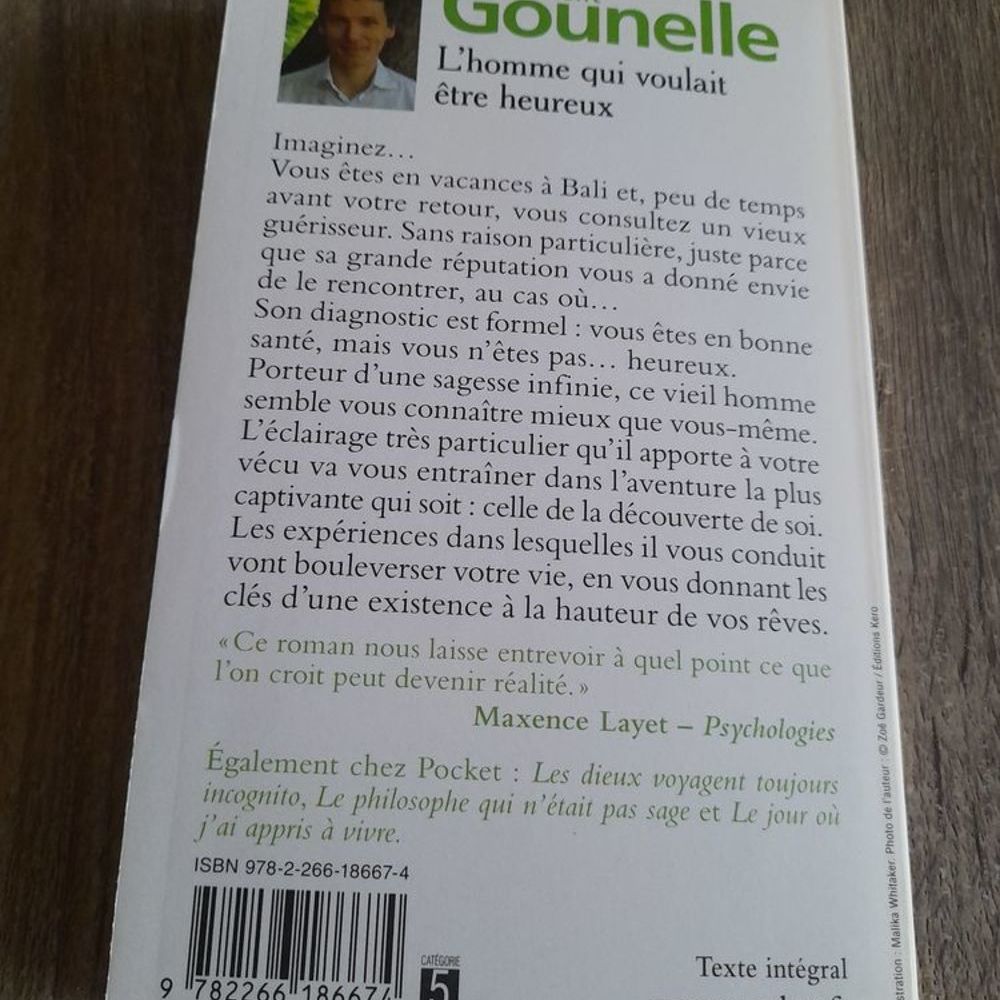 Gounelle
L'homme qui voulait
être heureux
Imaginez…
Vous êtes en vacances à Bali et, peu de temps
avant votre retour, vous consultez un vieux
guérisseur. Sans raison particulière, juste parce
que sa grande réputation vous a donné envie
de le rencontrer, au cas où…
Son diagnostic est formel : vous êtes en bonne
santé, mais vous n'êtes pas… heureux.
Porteur d'une sagesse infinie, ce vieil homme
semble vous connaître mieux que vous-même.
L'éclairage très particulier qu'il apporte à votre
vécu va vous entraîner dans l'aventure la plus
captivante qui soit : celle de la découverte de soi.
Les expériences dans lesquelles il vous conduit
vont bouleverser votre vie, en vous donnant les
clés d'une existence à la hauteur de vos rêves.
«Ce roman nous laisse entrevoir à quel point ce que
l'on croit peut devenir réalité.»
Maxence Layet – Psychologies
Également chez Pocket : Les dieux voyagent toujours
incognito, Le philosophe qui n'était pas sage et Le jour où
j'ai appris à vivre.
ISBN 978-2-266-18667-4
9 782266 186674
CATÉGORIE
5
Texte intégral
Malika Whitaker. Photo de l'auteur : © Zoé Gardeur / Éditions Kero